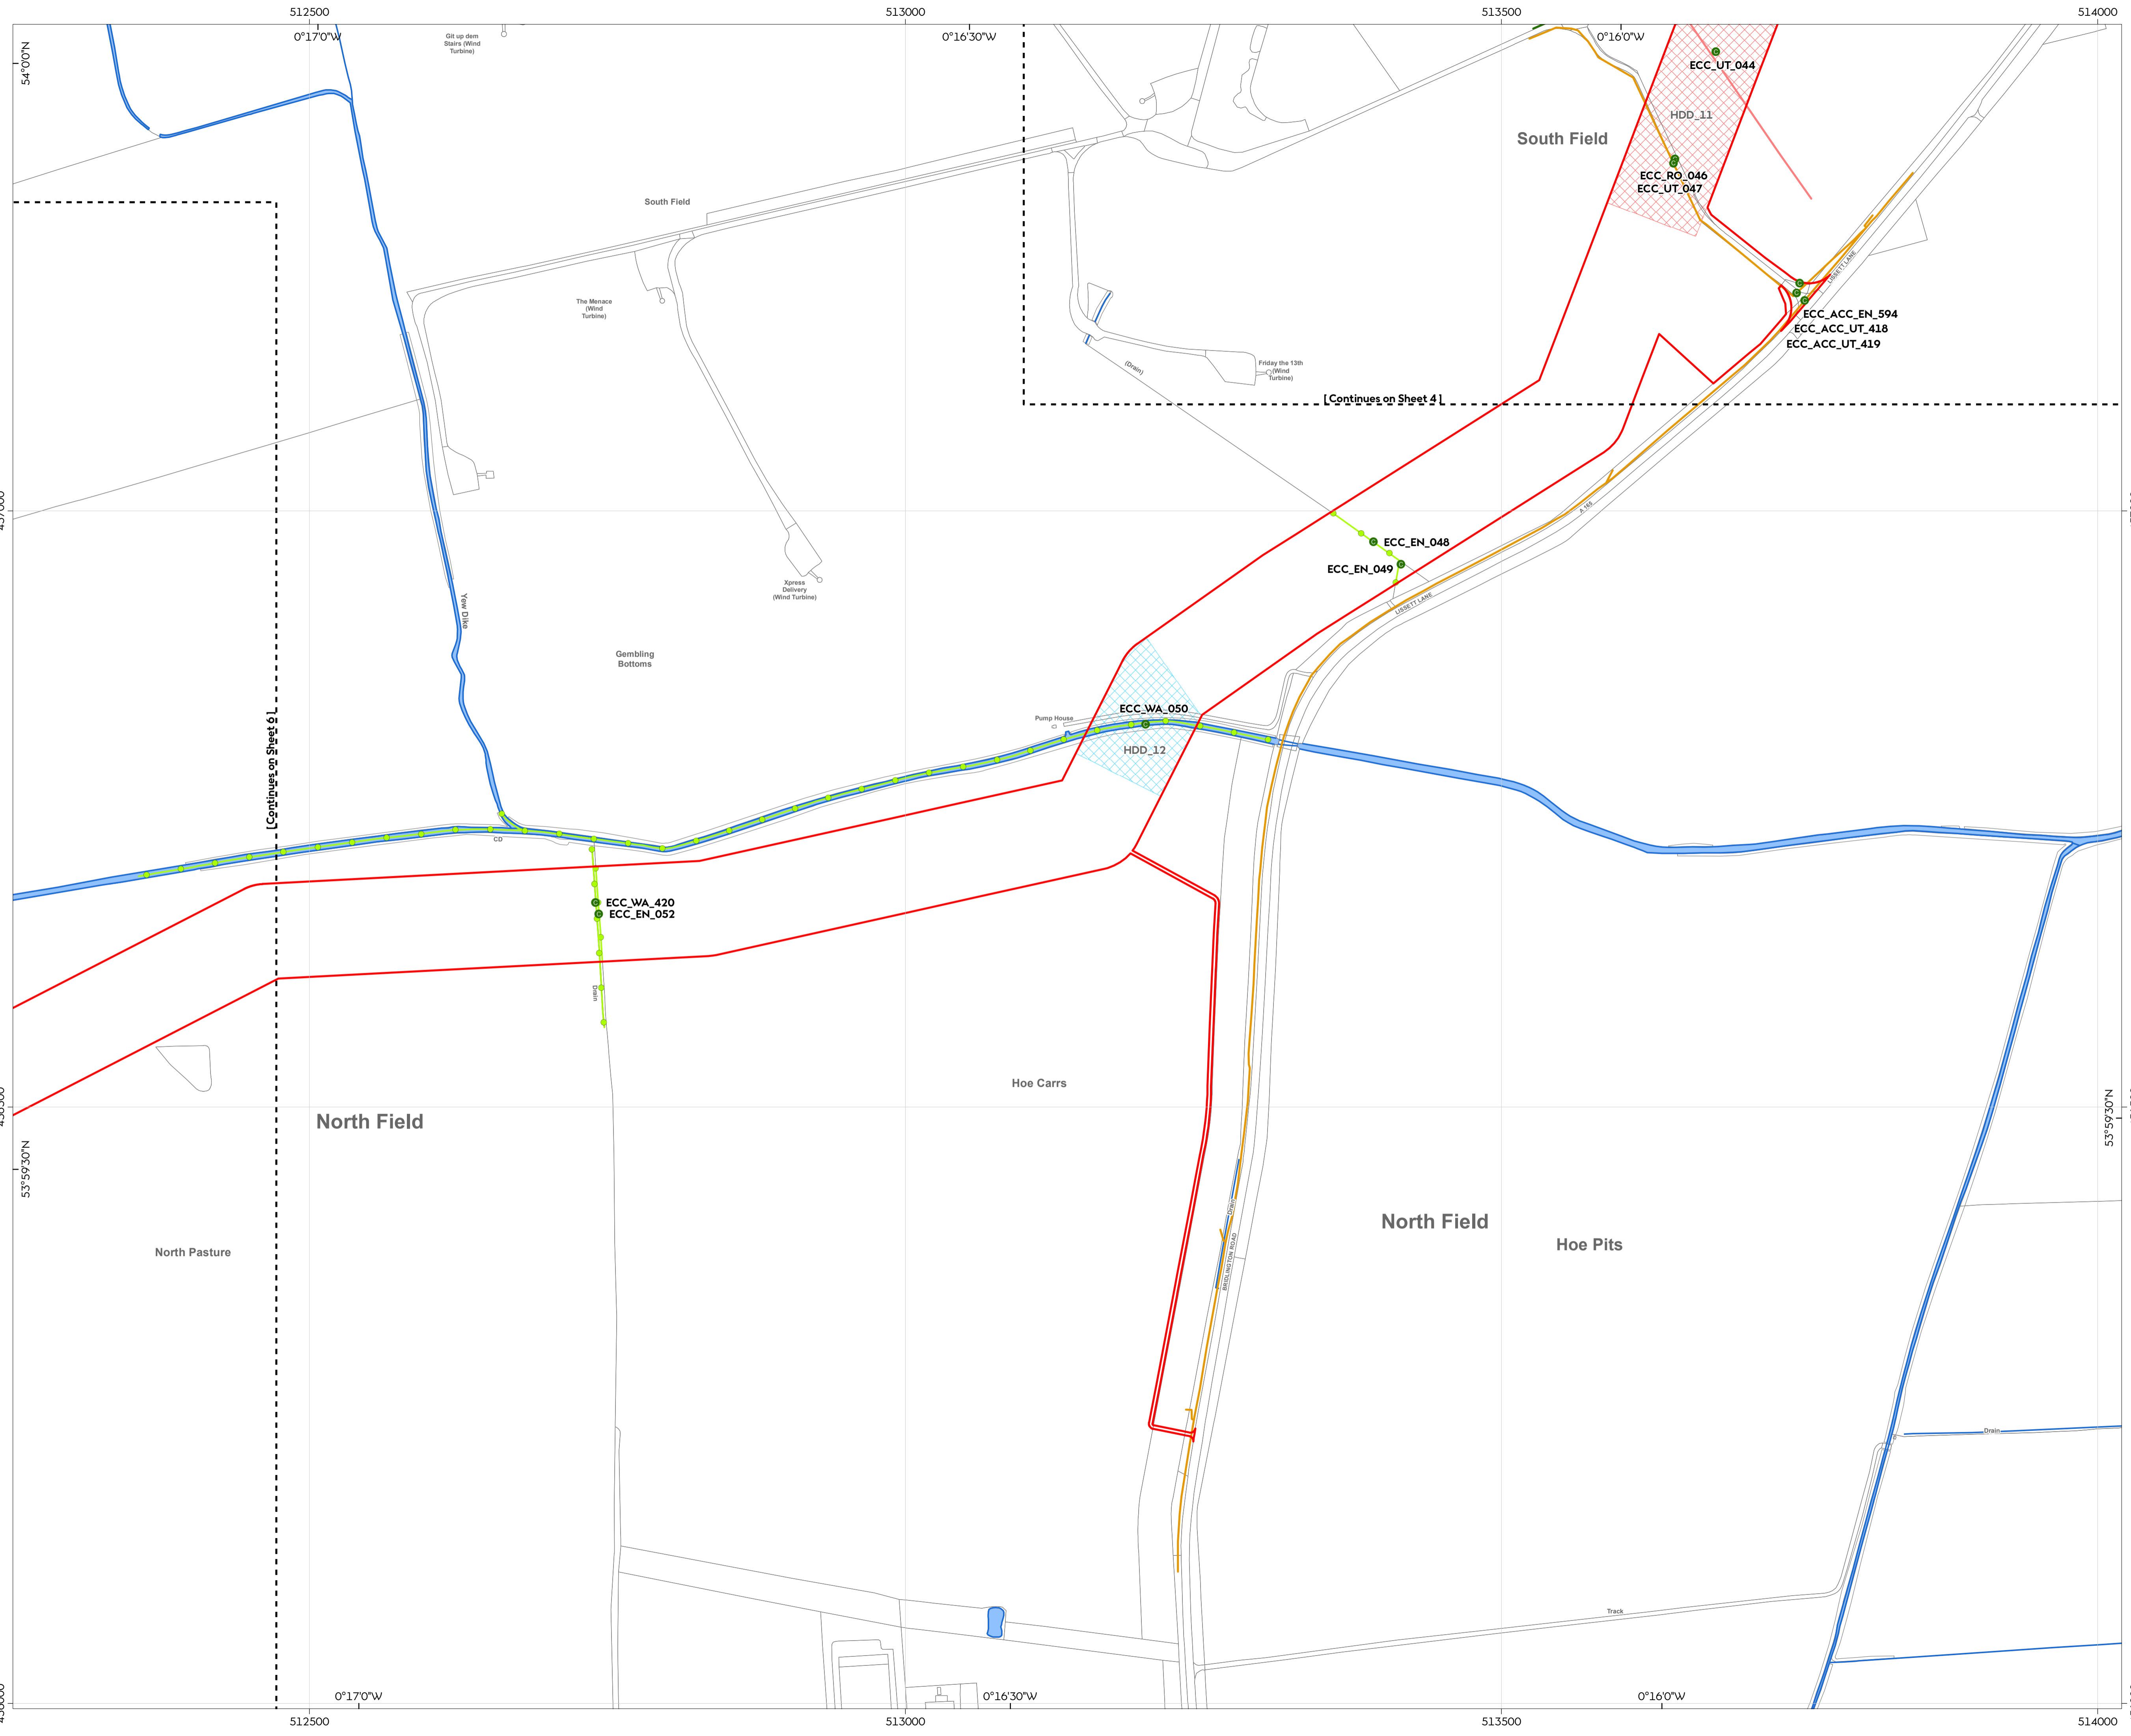 512500
513000
513500
514000
0°17'0"W
0°16'30"W
0°16'0"W
54°0'0"N
Git up dem
Stairs (Wind
Turbine)
ECC_UT_044
HDD_11
South Field
ECC_RO_046
ECC_UT_047
South Field
LISSETT LANE
The Menace
(Wind
Turbine)
ECC_ACC_EN_594
ECC_ACC_UT_418
ECC_ACC_UT_419
(Drain)
Friday the 13th
(Wind
Turbine)
[ Continues on Sheet 4 ]
A 165
ECC_EN_048
ECC_EN_049
Xpress
Delivery
(Wind Turbine)
Yew Dike
LISSETT LANE
Gembling
Bottoms
ECC_WA_050
Pump House
HDD_12
[ Continues on Sheet 6 ]
CD
ECC_WA_420
ECC_EN_052
Drain
Hoe Carrs
North Field
53°59'30"N
53°59'30"N
Drain
North Field
Hoe Pits
North Pasture
BRIDLINGTON ROAD
Drain
Track
0°17'0"W
0°16'30"W
0°16'0"W
512500
513000
513500
514000